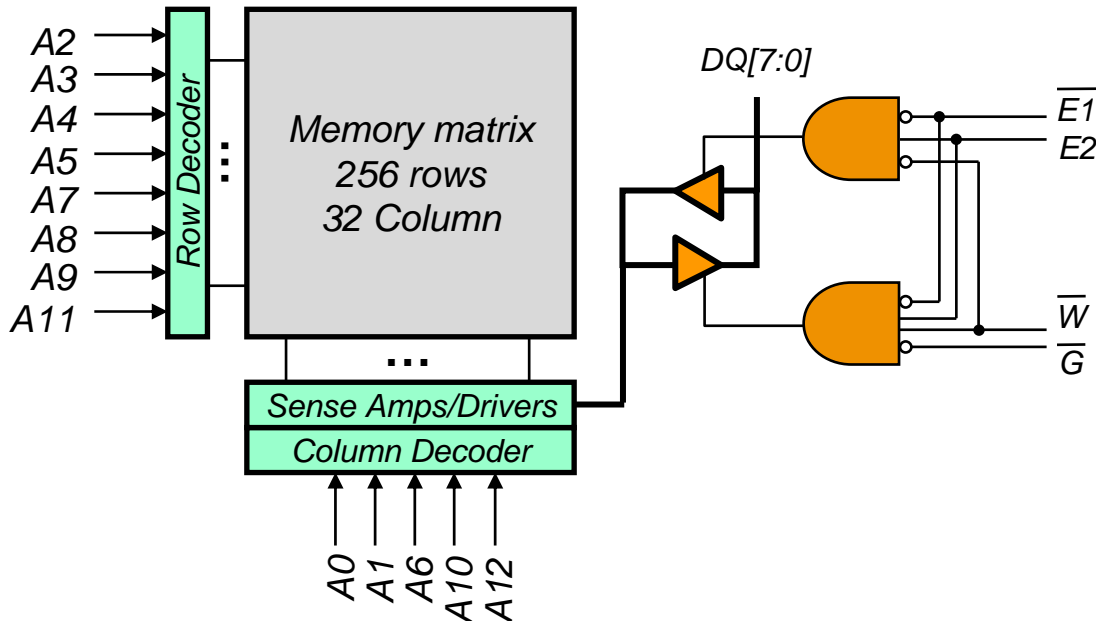 A2
A3
A4
A5
A7
A8
A9
A11
Row Decoder
...
Memory matrix
256 rows
32 Column
...
Sense Amps/Drivers
Column Decoder
A0
A1
A6
A10
A12
DQ[7:0]
E1
E2
W
G